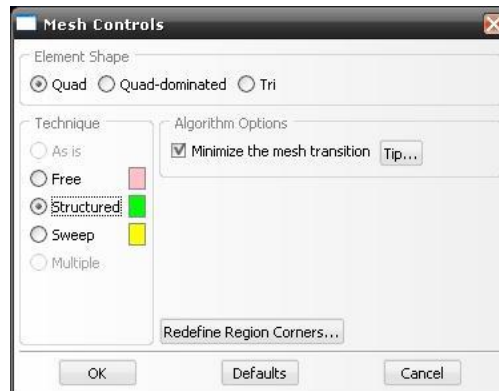 Mesh Controls
Element Shape
Quad Quad-dominated Tri
Technique
As is
Free
Structured
Sweep
Multiple
Algorithm Options
Minimize the mesh transition Tip...
Redefine Region Corners...
OK Defaults Cancel